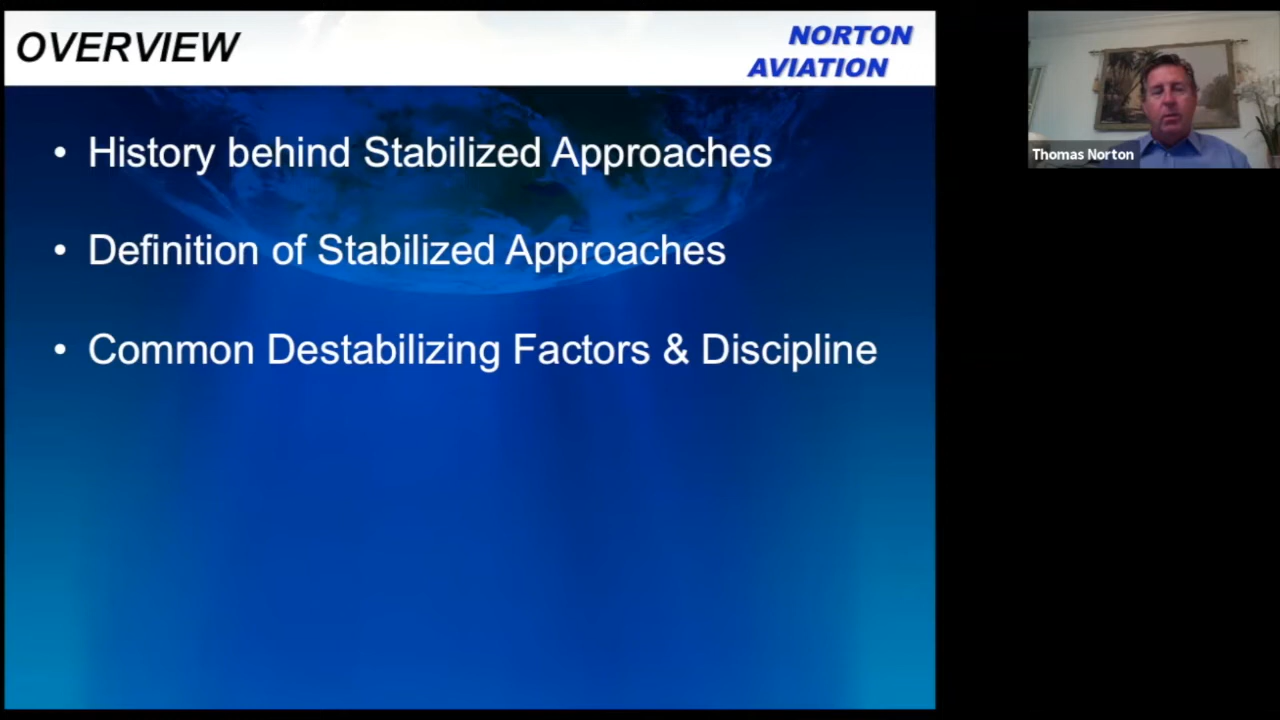 OVERVIEW
NORTON
AVIATION
• History behind Stabilized Approaches
• Definition of Stabilized Approaches
• Common Destabilizing Factors & Discipline
Thomas Norton